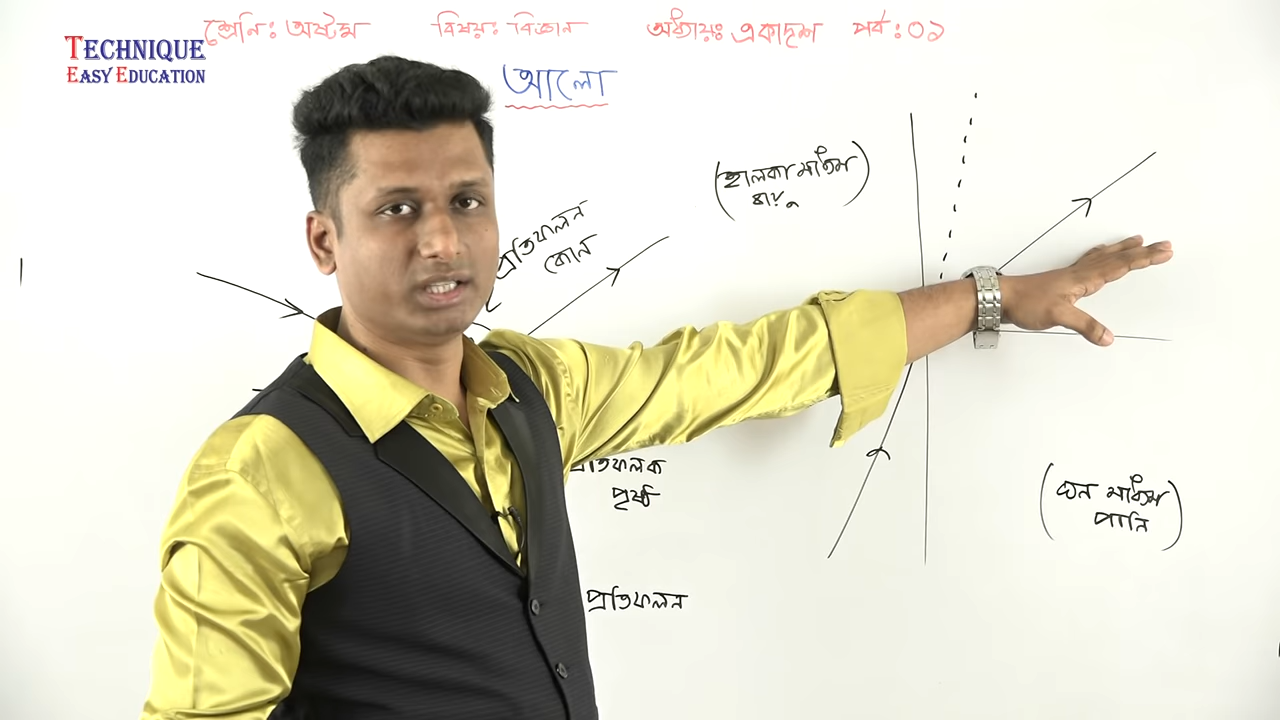 TECHNIQUE
EASY EDUCATION
শ্রেনি: অষ্টম বিষয়: বিজ্ঞান অধ্যায়ঃ একাদশ পর্ব: ০১
আলো
প্রতিফলন
কোন
(হালকা মাধ্যম
বায়ু)
প্রতিফলক
পৃষ্ঠ
প্রতিফলন
(ঘন মাধ্যম
পানি)